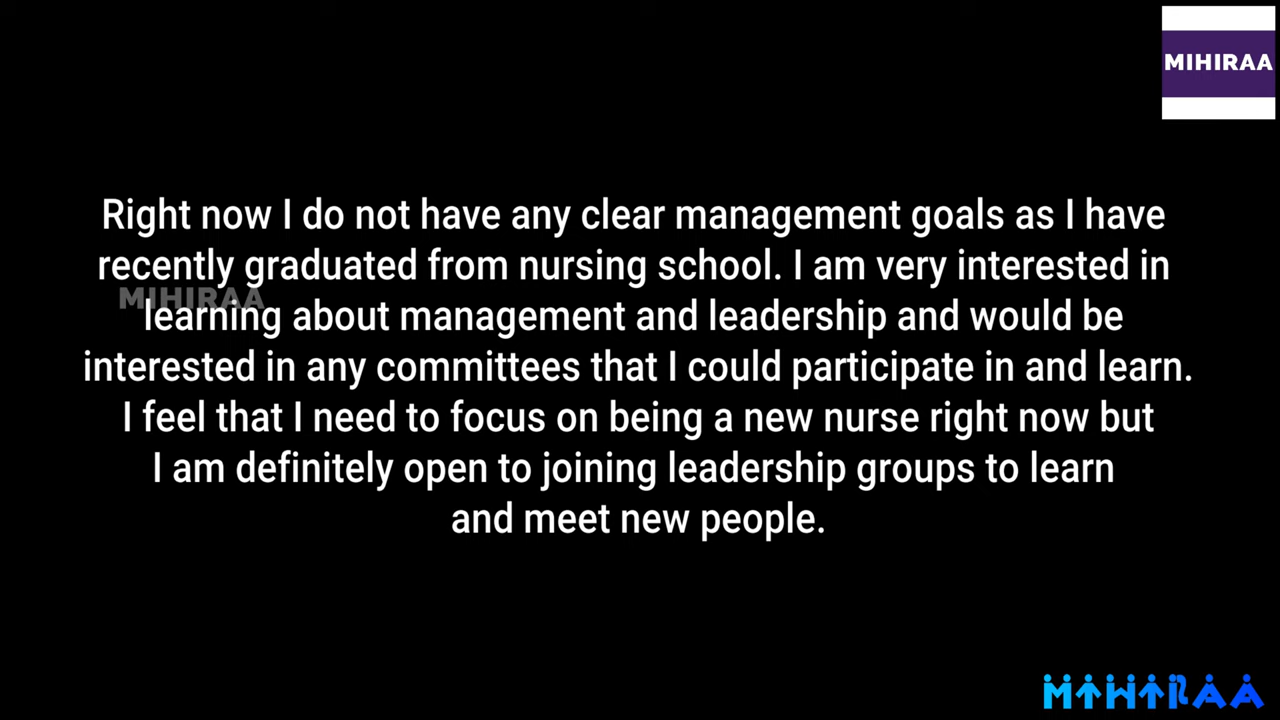 MIHIRAA
Right now I do not have any clear management goals as I have
recently graduated from nursing school. I am very interested in
MIHIRAA
learning about management and leadership and would be
interested in any committees that I could participate in and learn.
I feel that I need to focus on being a new nurse right now but
I am definitely open to joining leadership groups to learn
and meet new people.
MIHIRAA